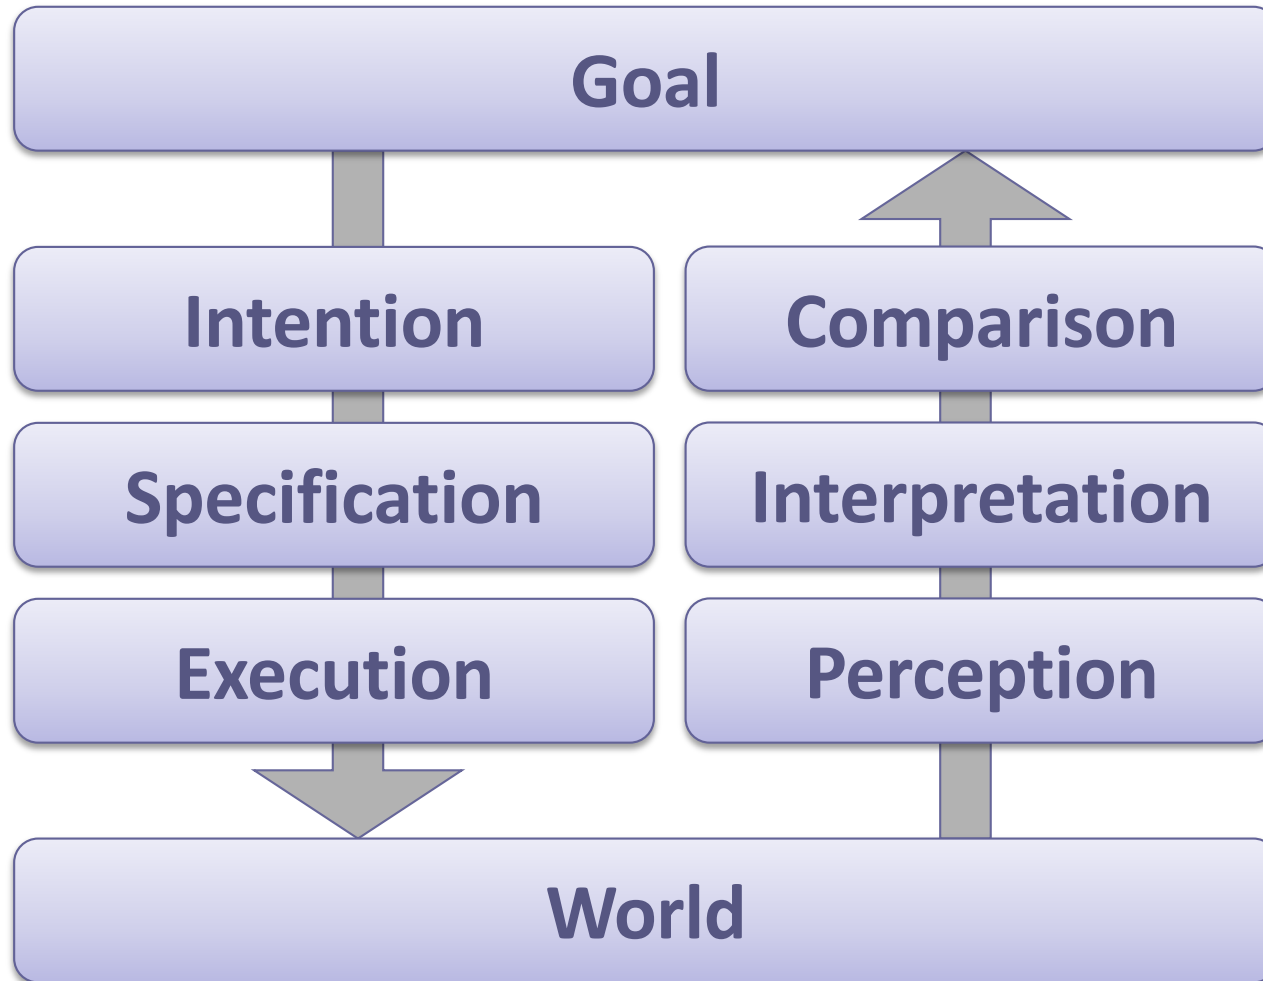 Goal
Intention
Comparison
Specification
Interpretation
Execution
Perception
World